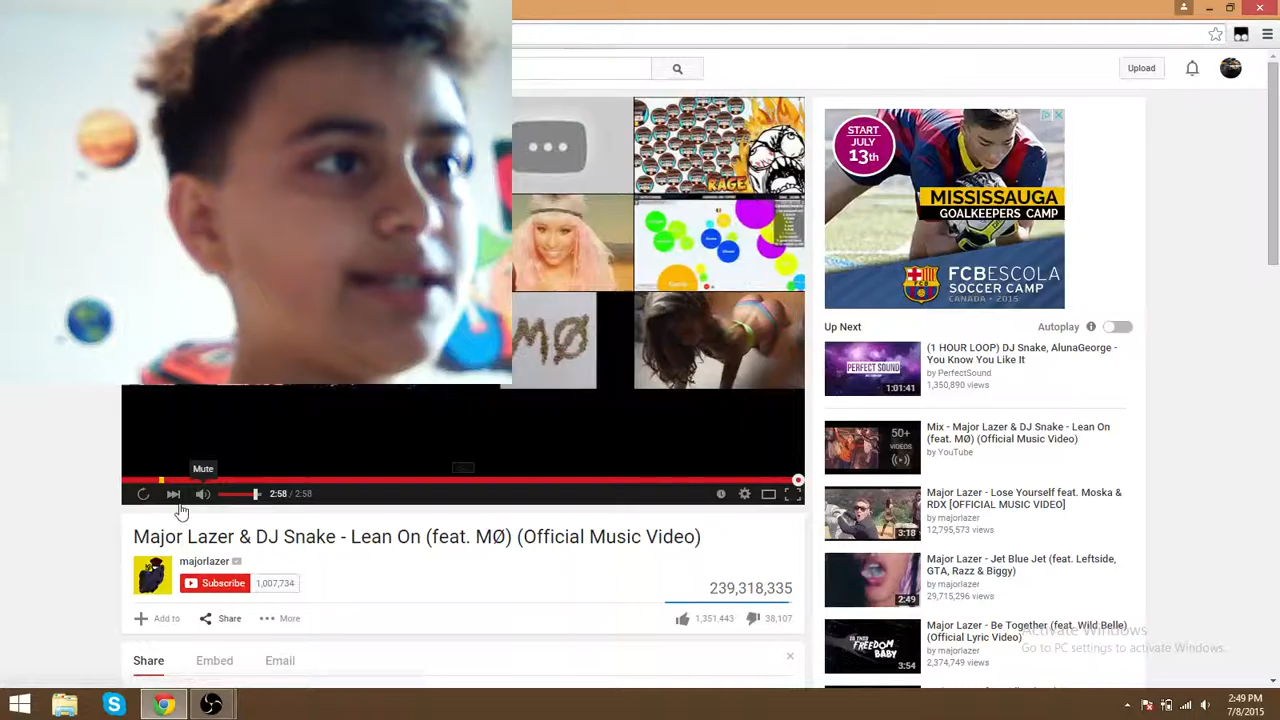 Upload
RAGE
START
JULY
13th
MISSISSAUGA
GOALKEEPERS CAMP
FCBESCOLA
SOCCER CAMP
CANADA • 2015
MØ
Up Next
Autoplay
PERFECT SOUND
1:01:41
(1 HOUR LOOP) DJ Snake, AlunaGeorge -
You Know You Like It
by PerfectSound
1,350,890 views
50+
VIDEOS
Mix - Major Lazer & DJ Snake - Lean On
(feat. MØ) (Official Music Video)
by YouTube
3:18
Major Lazer - Lose Yourself feat. Moska &
RDX [OFFICIAL MUSIC VIDEO]
by majorlazer
12,795,573 views
2:49
Major Lazer - Jet Blue Jet (feat. Leftside,
GTA, Razz & Biggy)
by majorlazer
29,715,296 views
IS THIS
FREEDOM
BABY
3:54
Major Lazer - Be Together (feat. Wild Belle)
(Official Lyric Video)
by majorlazer
2,374,749 views
Mute
2:58 / 2:58
Major Lazer & DJ Snake - Lean On (feat. MØ) (Official Music Video)
majorlazer
Subscribe
1,007,734
239,318,335
Add to
Share
More
1,351,443
38,107
Share
Embed
Email
Activate Windows
Go to PC settings to activate Windows.
2:49 PM
7/8/2015